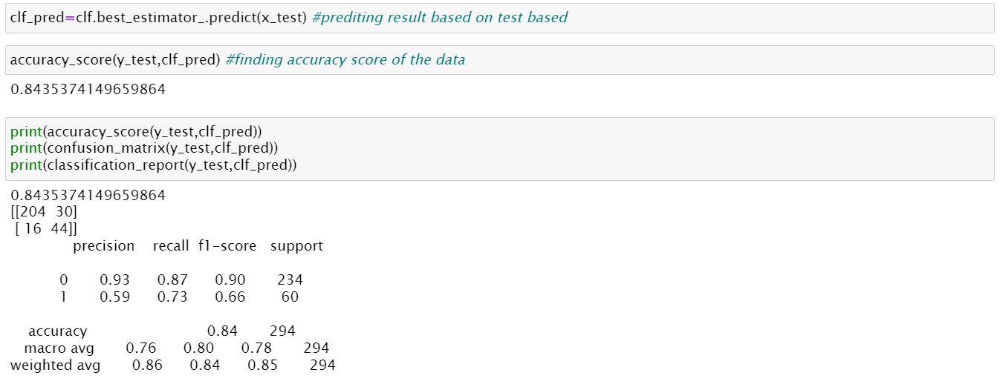 clf_pred=clf.best_estimator_.predict(x_test) #prediting result based on test based
accuracy_score(y_test,clf_pred) #finding accuracy score of the data
0.8435374149659864
print(accuracy_score(y_test,clf_pred))
print(confusion_matrix(y_test,clf_pred))
print(classification_report(y_test,clf_pred))
0.8435374149659864
[[204  30]
 [ 16  44]]
              precision    recall  f1-score   support
           0       0.93      0.87      0.90       234
           1       0.59      0.73      0.66        60
    accuracy                           0.84       294
   macro avg       0.76      0.80      0.78       294
weighted avg       0.86      0.84      0.85       294